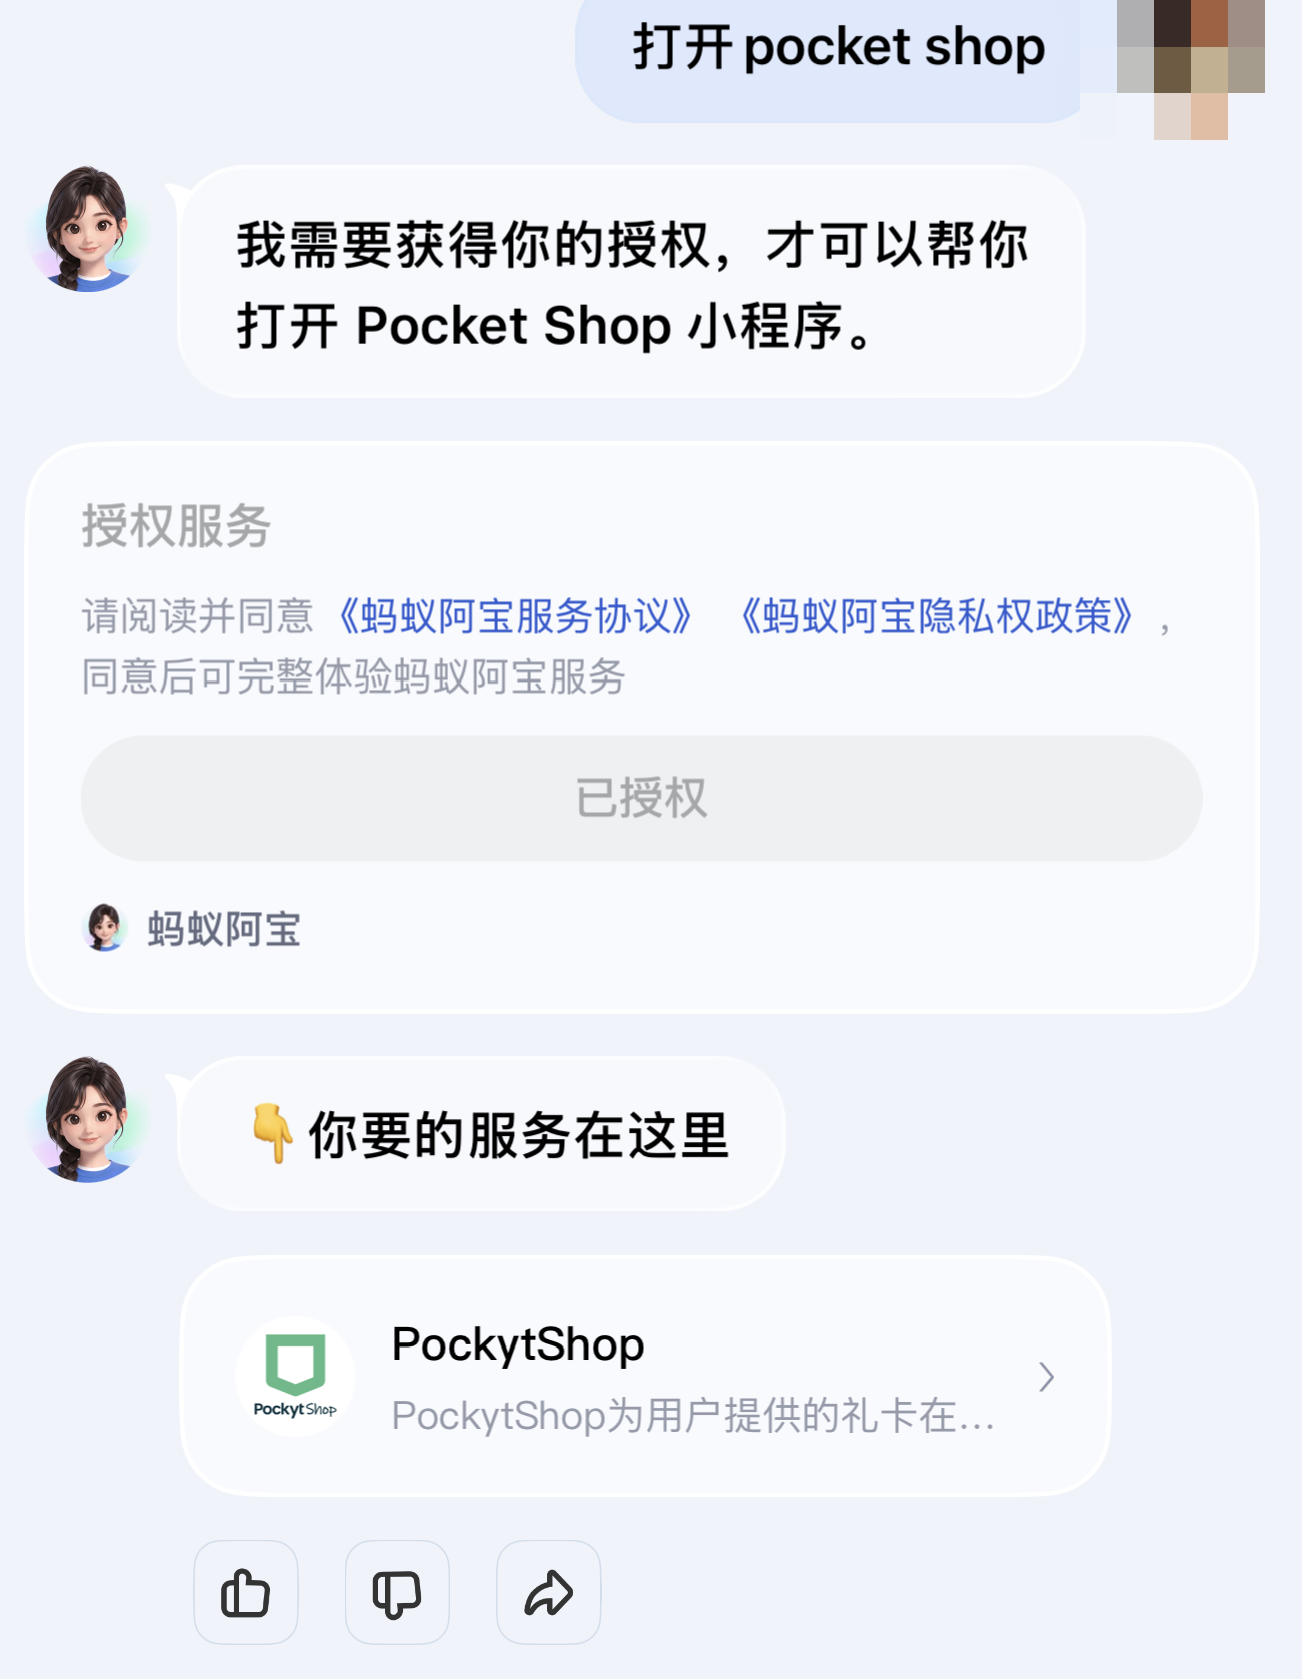 打开 pocket shop
我需要获得你的授权，才可以帮你
打开 Pocket Shop 小程序。
授权服务
请阅读并同意《蚂蚁阿宝服务协议》 《蚂蚁阿宝隐私权政策》，
同意后可完整体验蚂蚁阿宝服务
已授权
蚂蚁阿宝
👇你要的服务在这里
PockytShop
PockytShop为用户提供的礼卡在...
Pockyt Shop